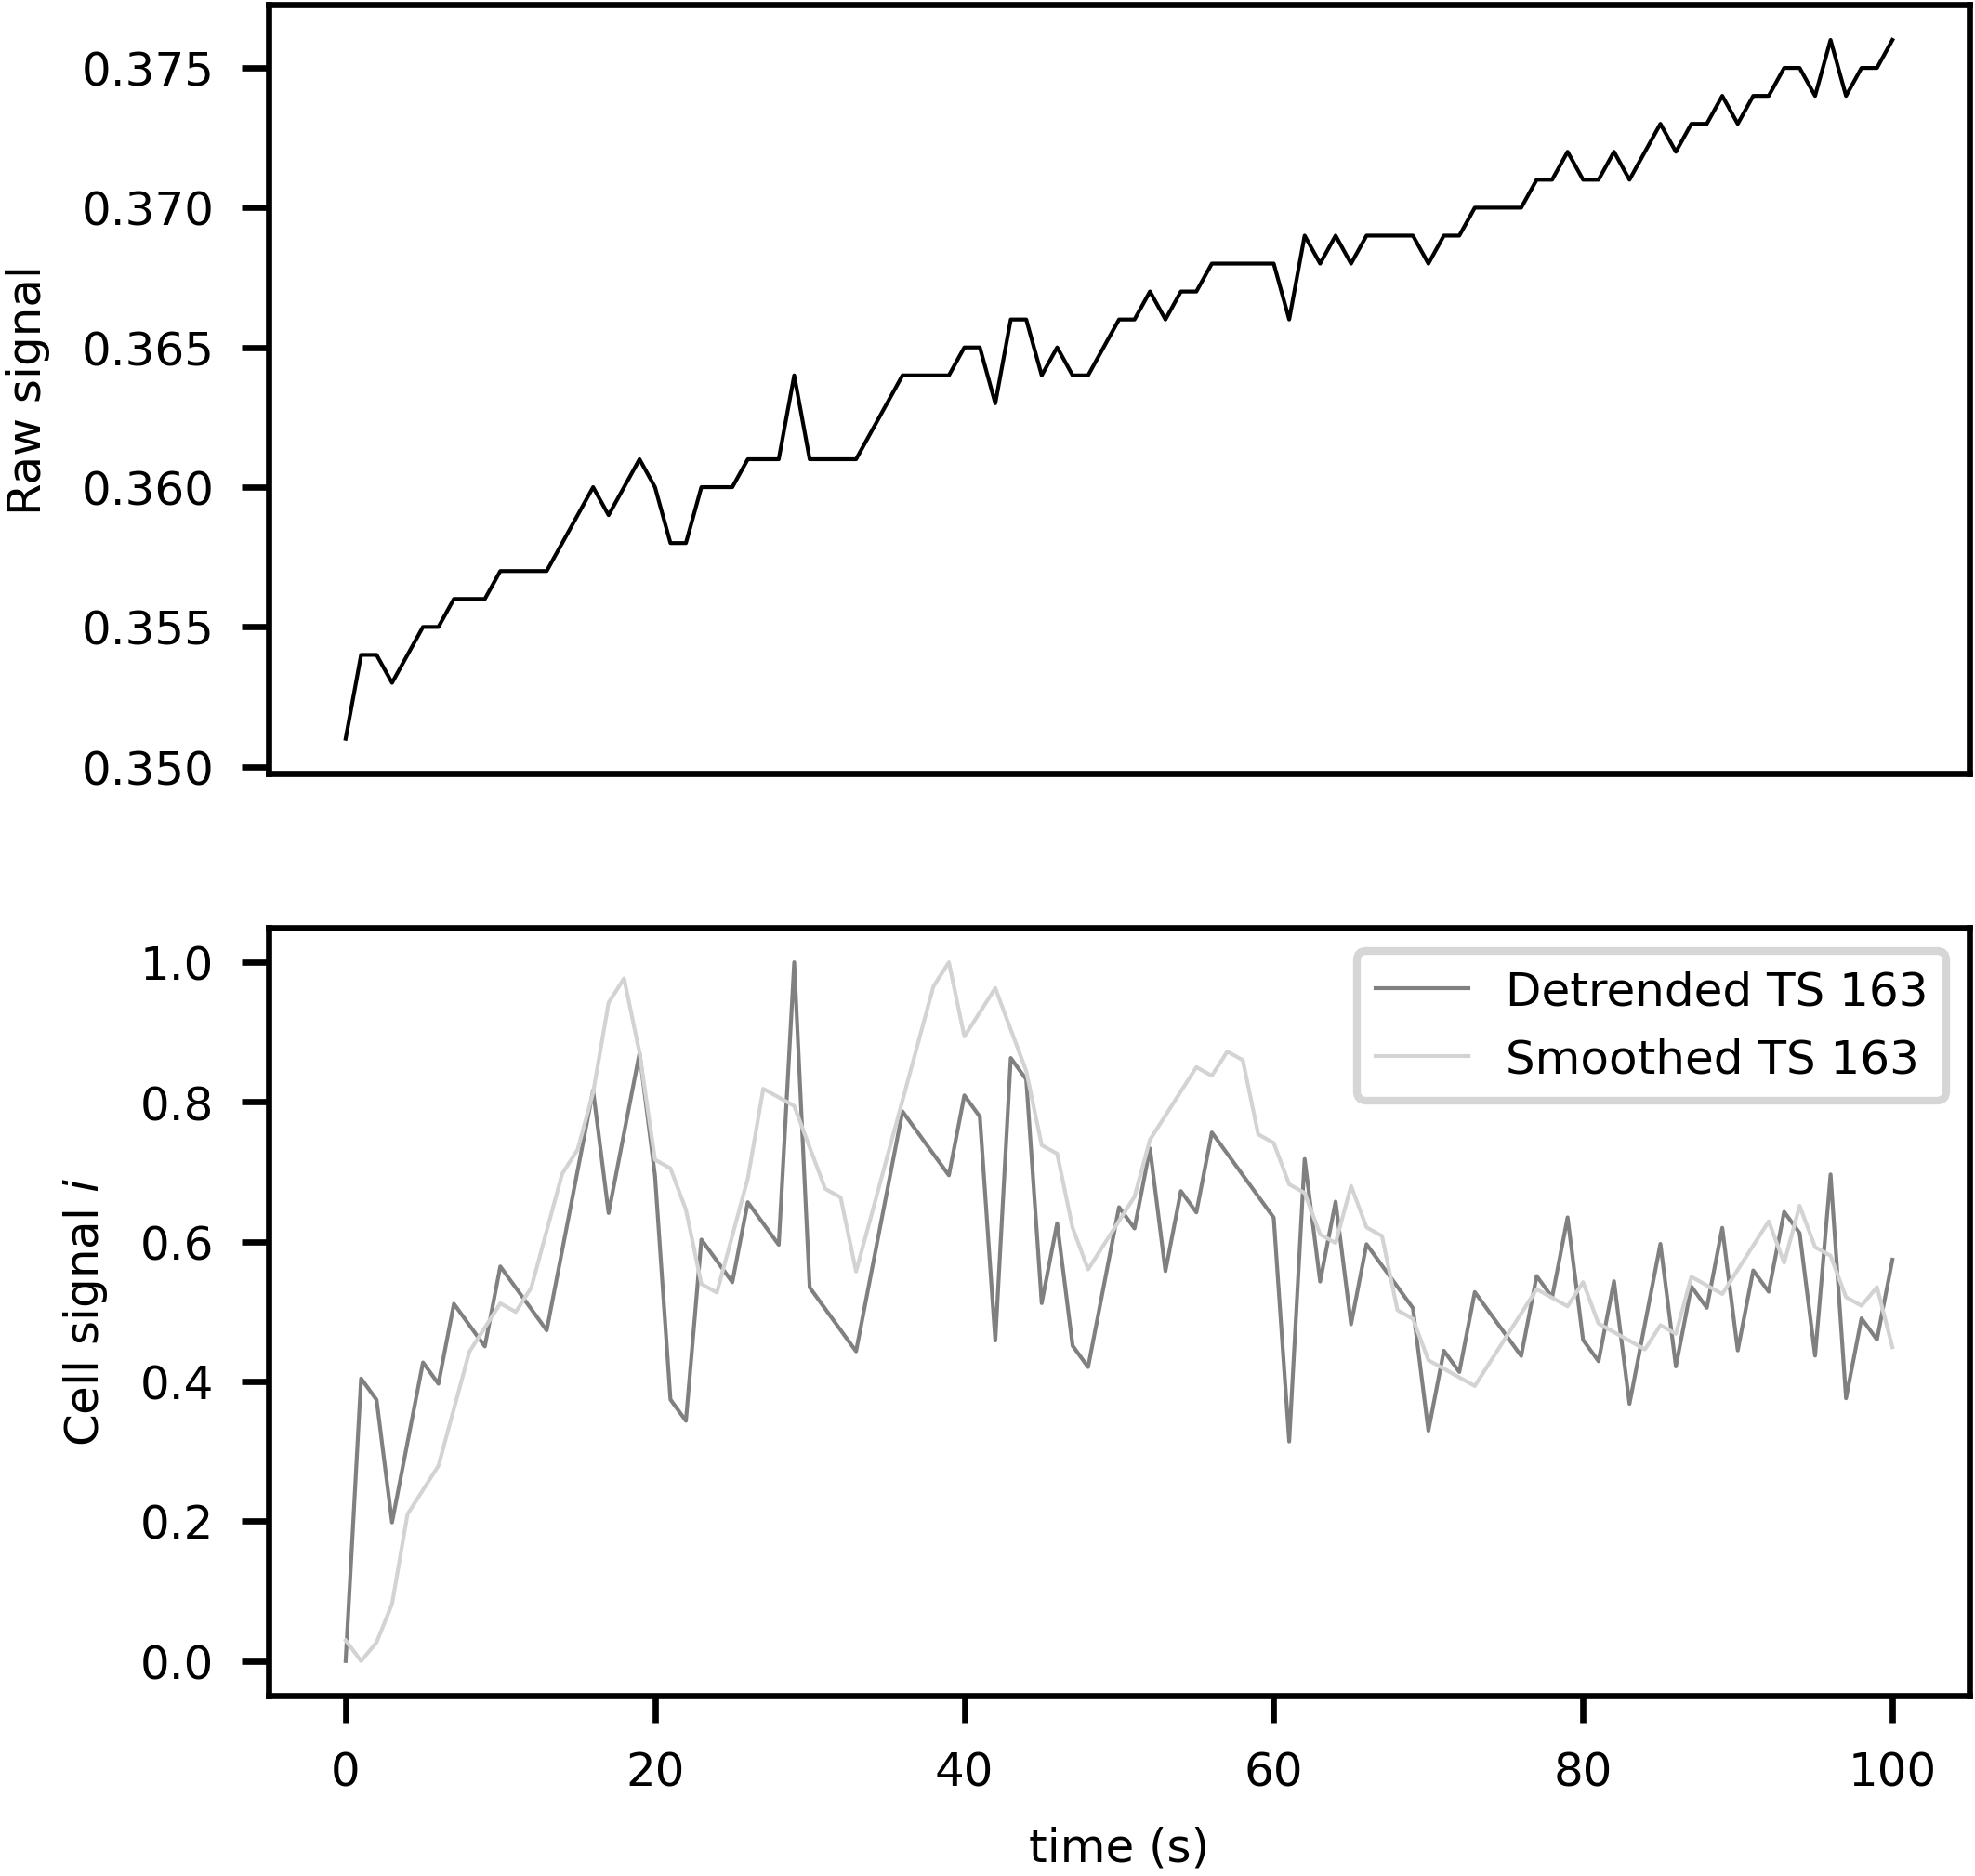 0.375
0.370
0.365
0.360
0.355
0.350
Raw signal
1.0
0.8
0.6
0.4
0.2
0.0
Cell signal i
Detrended TS 163
Smoothed TS 163
0 20 40 60 80 100
time (s)